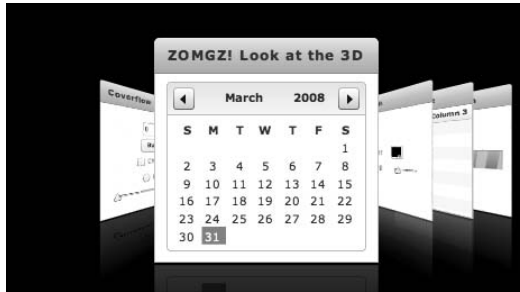 ZOMGZ! Look at the 3D
Coverflow
March 2008
Column 3
S M T W T F S
1
2 3 4 5 6 7 8
9 10 11 12 13 14 15
16 17 18 19 20 21 22
23 24 25 26 27 28 29
30 31